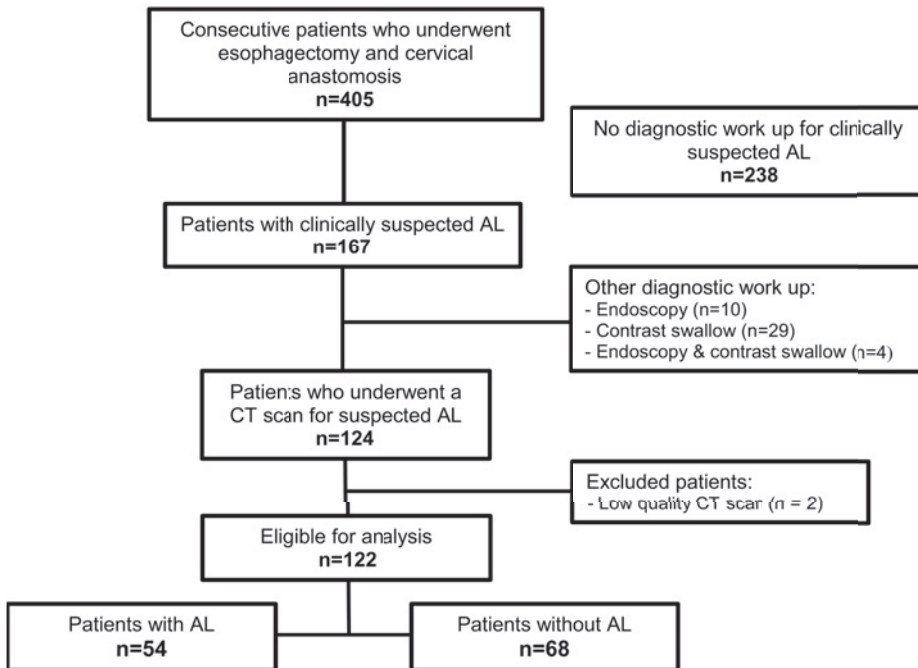 Consecutive patients who underwent
esophagectomy and cervical
anastomosis
n=405
No diagnostic work up for clinically
suspected AL
n=238
Patients with clinically suspected AL
n=167
Other diagnostic work up:
- Endoscopy (n=10)
- Contrast swallow (n=29)
- Endoscopy & contrast swallow (n=4)
Patients who underwent a
CT scan for suspected AL
n=124
Excluded patients:
- Low quality CT scan (n = 2)
Eligible for analysis
n=122
Patients with AL
n=54
Patients without AL
n=68